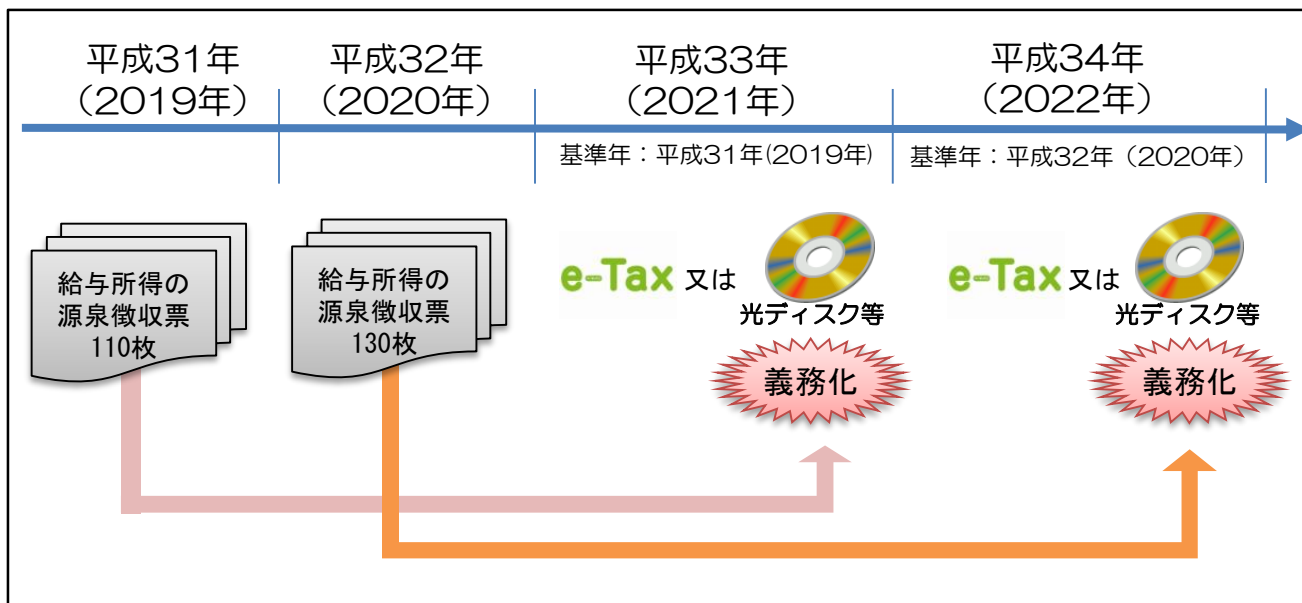 平成31年
（2019年）
平成32年
（2020年）
平成33年
（2021年）
平成34年
（2022年）
基準年：平成31年(2019年)
基準年：平成32年（2020年）
給与所得の
源泉徴収票
110枚
給与所得の
源泉徴収票
130枚
e-Tax 又は
光ディスク等
義務化
e-Tax 又は
光ディスク等
義務化